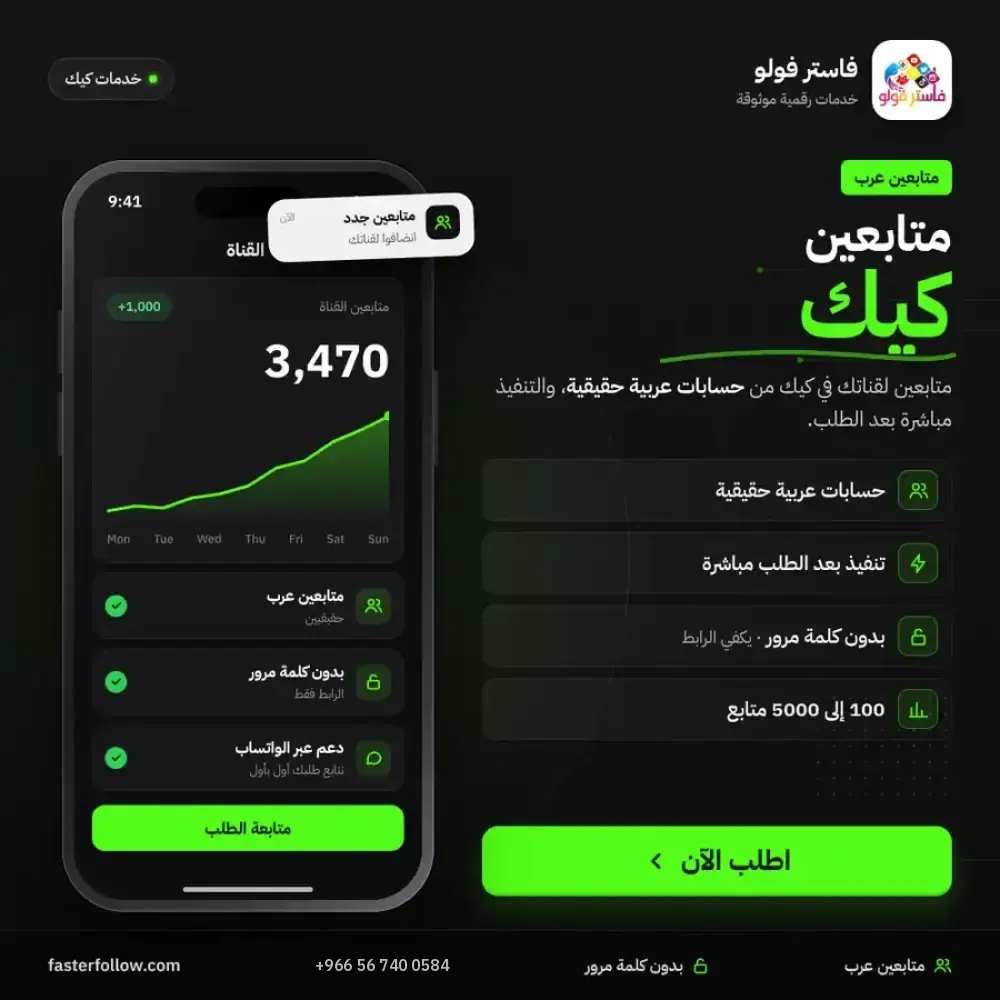 فاستر فولو
فاستر فولو
خدمات رقمية موثوقة
خدمات كيك
متابعين عرب
متابعين
كيك
متابعين لقناتك في كيك من حسابات عربية حقيقية، والتنفيذ
مباشرة بعد الطلب.
حسابات عربية حقيقية
تنفيذ بعد الطلب مباشرة
بدون كلمة مرور · يكفي الرابط
100 إلى 5000 متابع
اطلب الآن
9:41
متابعين جدد
الآن
انضافوا لقناتك
القناة
متابعين القناة
+1,000
3,470
Mon Tue Wed Thu Fri Sat Sun
متابعين عرب
حقيقيين
بدون كلمة مرور
الرابط فقط
دعم عبر الواتساب
نتابع طلبك أول بأول
متابعة الطلب
متابعين عرب
بدون كلمة مرور
+966 56 740 0584
fasterfollow.com